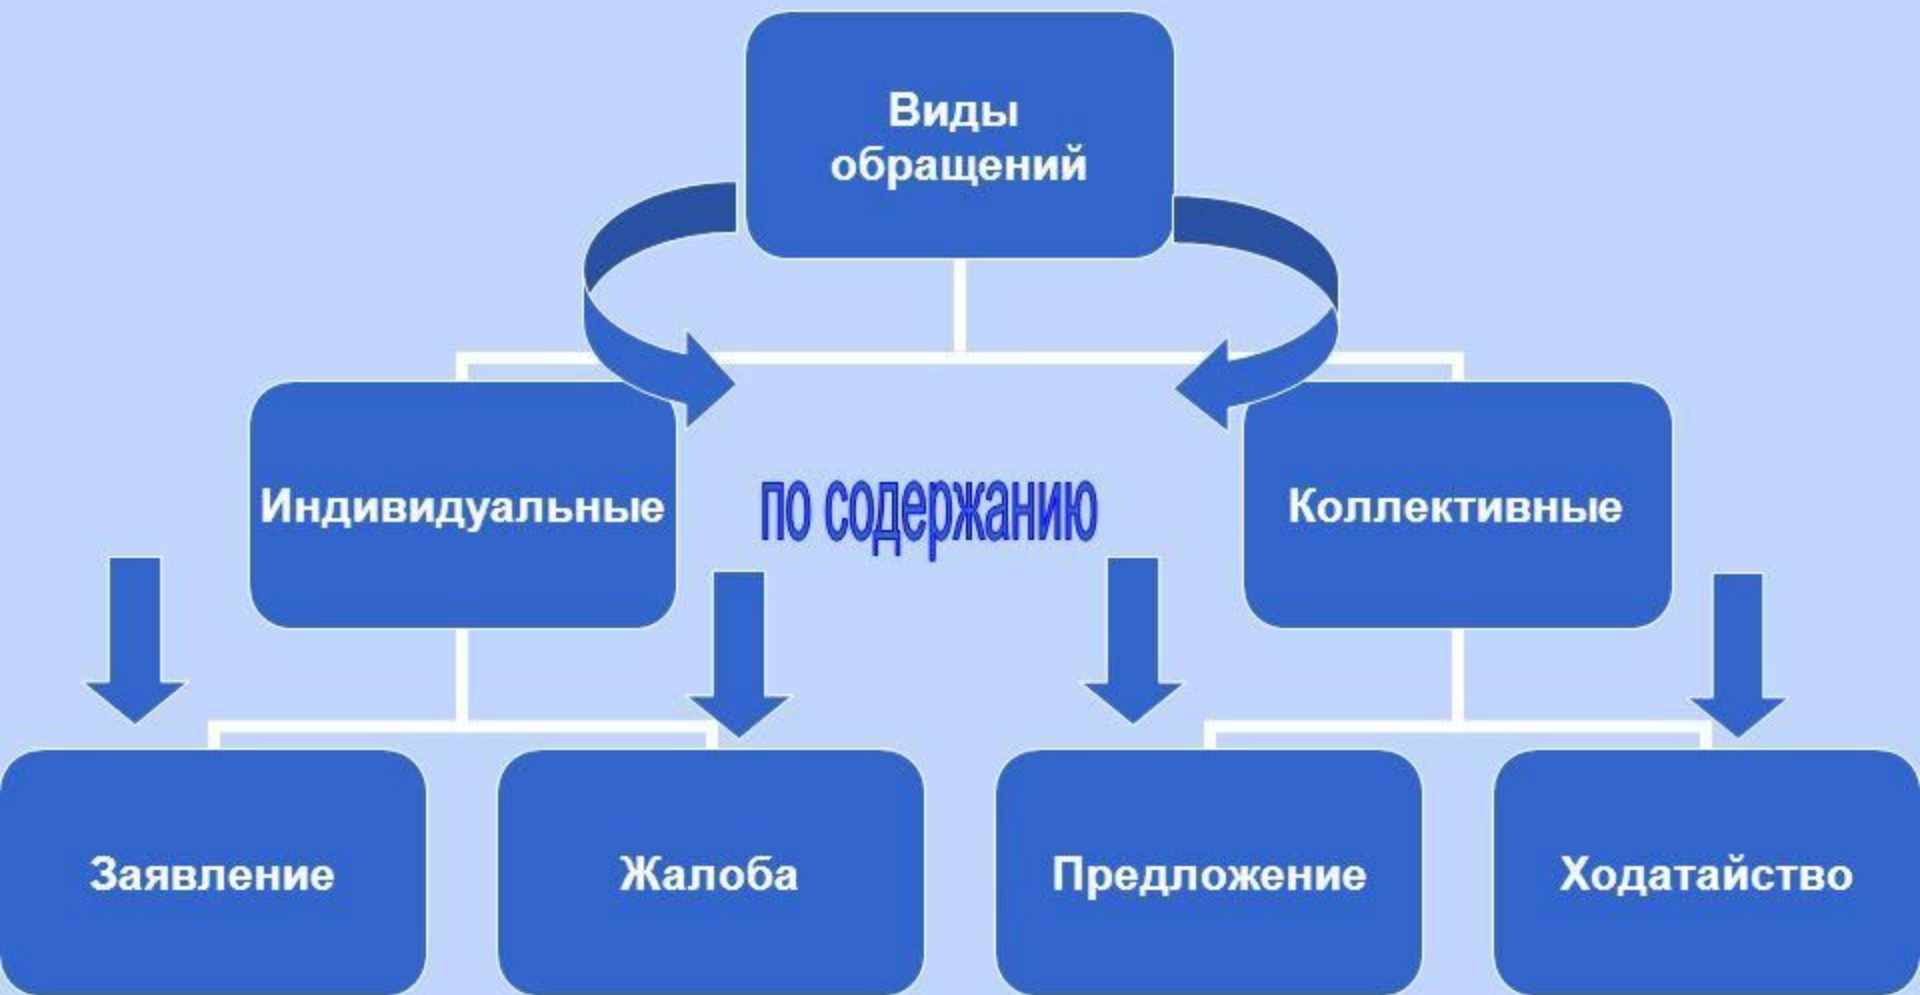 Виды
обращений
Индивидуальные
по содержанию
Коллективные
Заявление
Жалоба
Предложение
Ходатайство